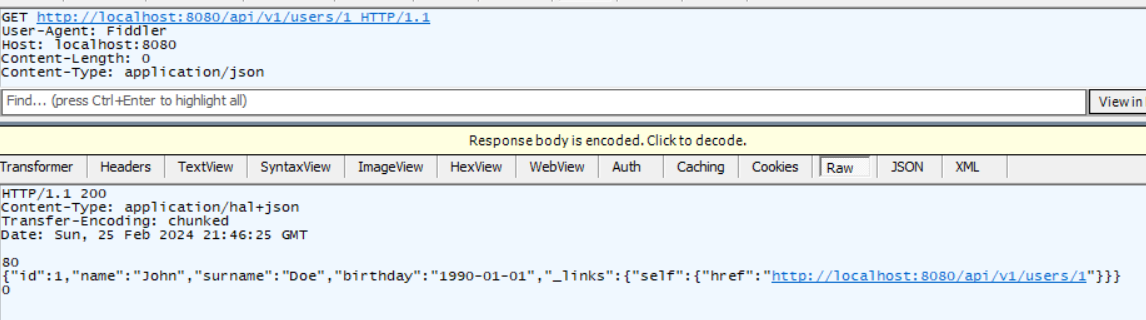 GET http://localhost:8080/api/v1/users/1 HTTP/1.1
User-Agent: Fiddler
Host: localhost:8080
Content-Length: 0
Content-Type: application/json
Find... (press Ctrl+Enter to highlight all) View in
Response body is encoded. Click to decode.
Transformer Headers TextView SyntaxView ImageView HexView WebView Auth Caching Cookies Raw JSON XML
HTTP/1.1 200
Content-Type: application/hal+json
Transfer-Encoding: chunked
Date: Sun, 25 Feb 2024 21:46:25 GMT
80
{"id":1,"name":"John","surname":"Doe","birthday":"1990-01-01","_links":{"self":{"href":"http://localhost:8080/api/v1/users/1"}}}
0